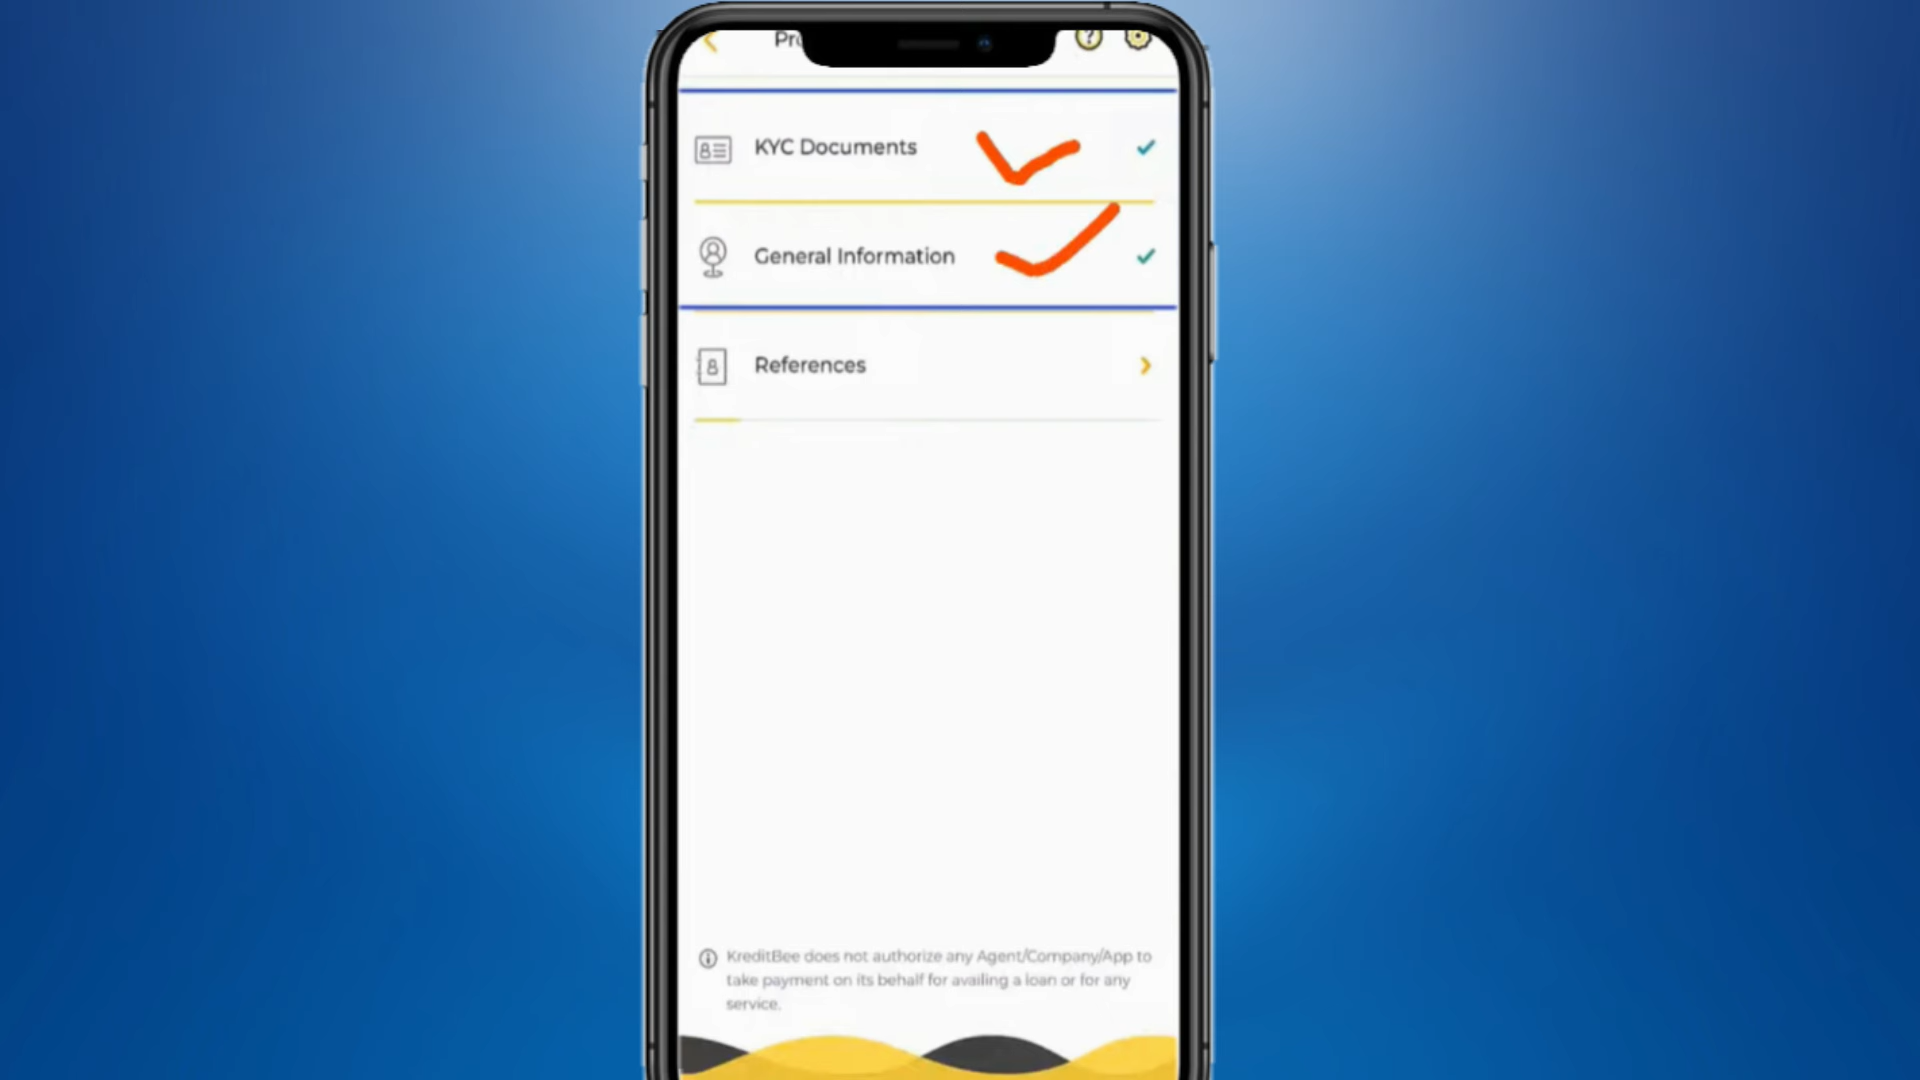 KYC Documents
General Information
References
KreditBee does not authorize any Agent/Company/App to
take payment on its behalf for availing a loan or for any
service.